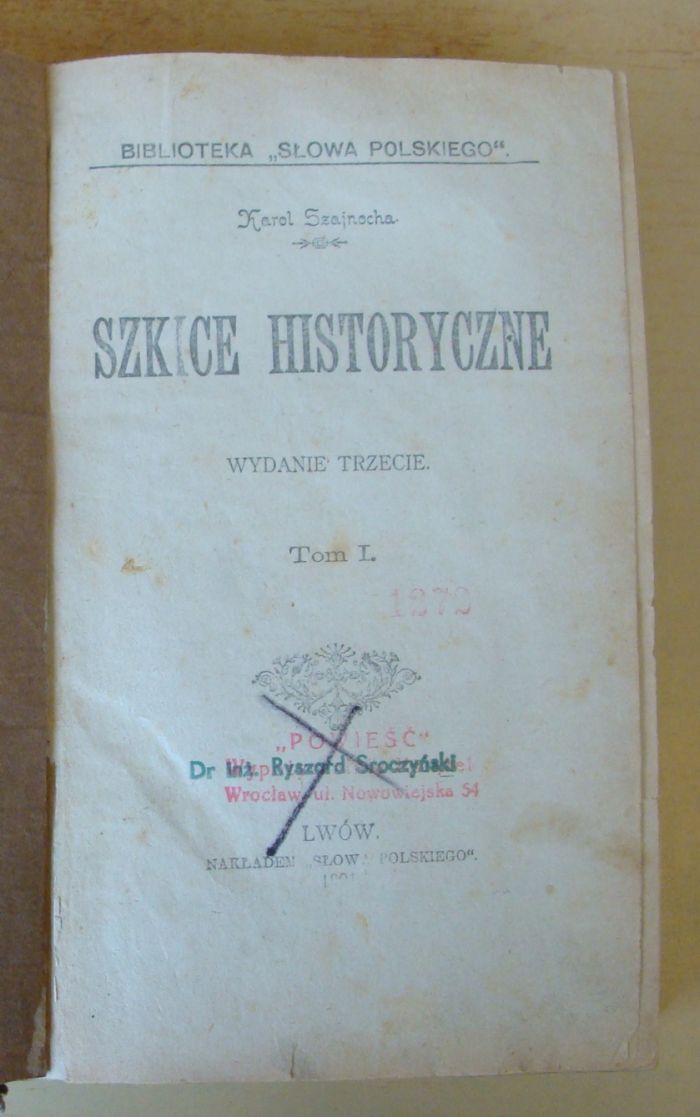 BIBLIOTEKA „SŁOWA POLSKIEGO“.
Karol Szajnocha.
SZKICE HISTORYCZNE
WYDANIE TRZECIE.
Tom I.
1272
„POWIEŚĆ“
Dr inż. Ryszard Sroczyński
Wrocław, ul. Nowowiejska 54
LWÓW.
NAKŁADEM „SŁOWA POLSKIEGO“.